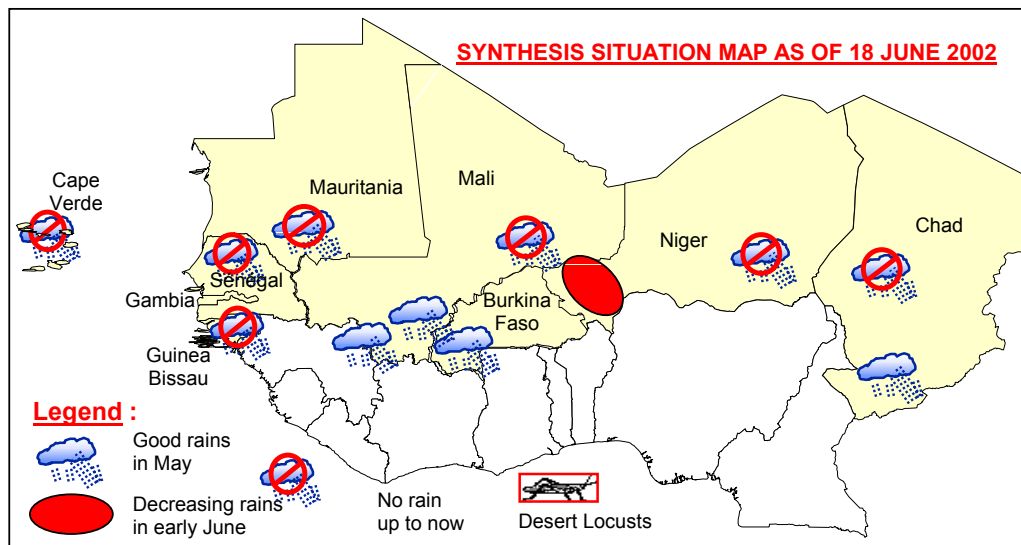 SYNTHESIS SITUATION MAP AS OF 18 JUNE 2002
Cape
Verde
Mauritania
Mali
Niger
Chad
Senegal
Gambia
Burkina
Faso
Guinea
Bissau
Legend :
Good rains
in May
Decreasing rains
in early June
No rain
up to now
Desert Locusts